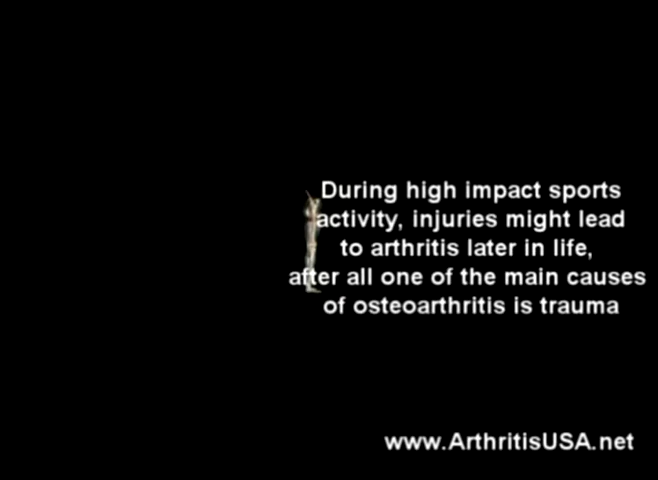 During high impact sports
activity, injuries might lead
to arthritis later in life,
after all one of the main causes
of osteoarthritis is trauma
www.ArthritisUSA.net